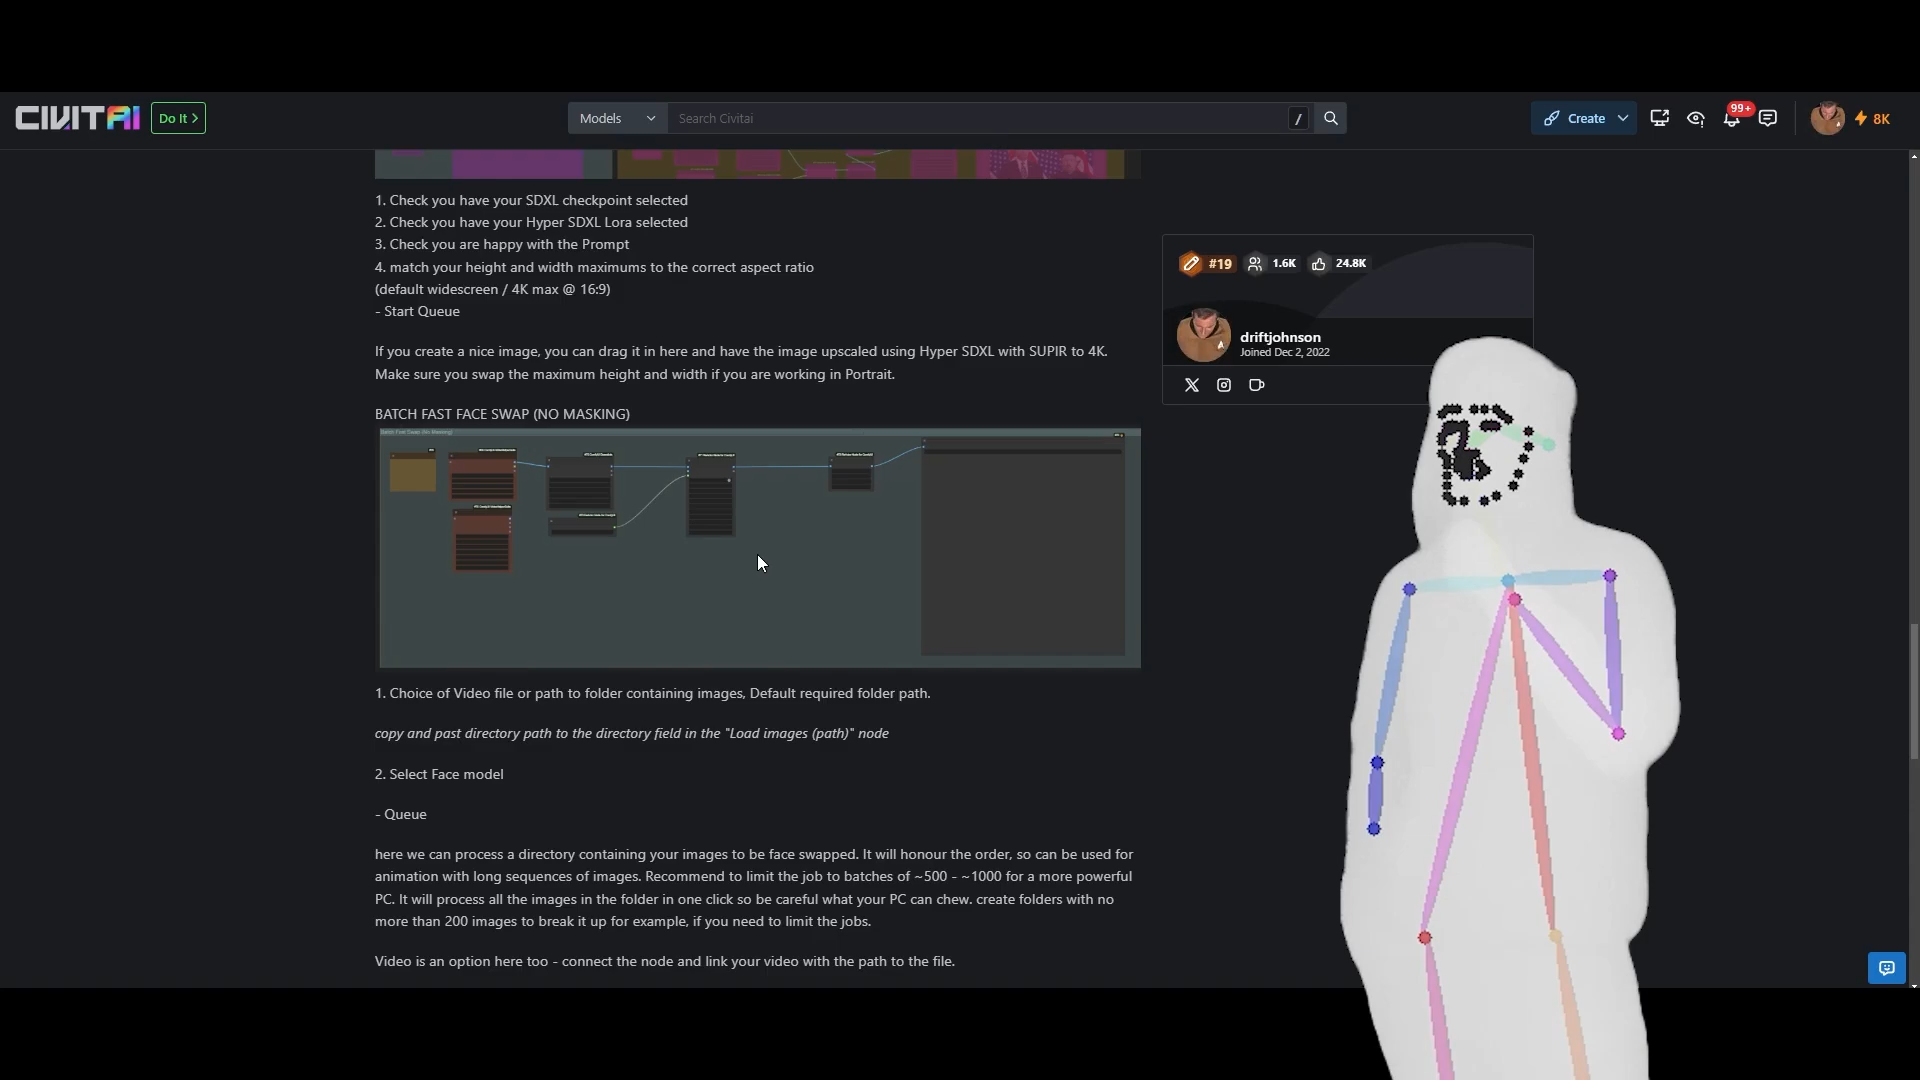 CIVITAI
Do It >
Models
Search Civitai
/
Create
99+
8K
1. Check you have your SDXL checkpoint selected
2. Check you have your Hyper SDXL Lora selected
3. Check you are happy with the Prompt
4. match your height and width maximums to the correct aspect ratio
(default widescreen / 4K max @ 16:9)
- Start Queue
#19
1.6K
24.8K
driftjohnson
Joined Dec 2, 2022
If you create a nice image, you can drag it in here and have the image upscaled using Hyper SDXL with SUPIR to 4K.
Make sure you swap the maximum height and width if you are working in Portrait.
BATCH FAST FACE SWAP (NO MASKING)
1. Choice of Video file or path to folder containing images, Default required folder path.
copy and past directory path to the directory field in the "Load images (path)" node
2. Select Face model
- Queue
here we can process a directory containing your images to be face swapped. It will honour the order, so can be used for
animation with long sequences of images. Recommend to limit the job to batches of ~500 - ~1000 for a more powerful
PC. It will process all the images in the folder in one click so be careful what your PC can chew. create folders with no
more than 200 images to break it up for example, if you need to limit the jobs.
Video is an option here too - connect the node and link your video with the path to the file.